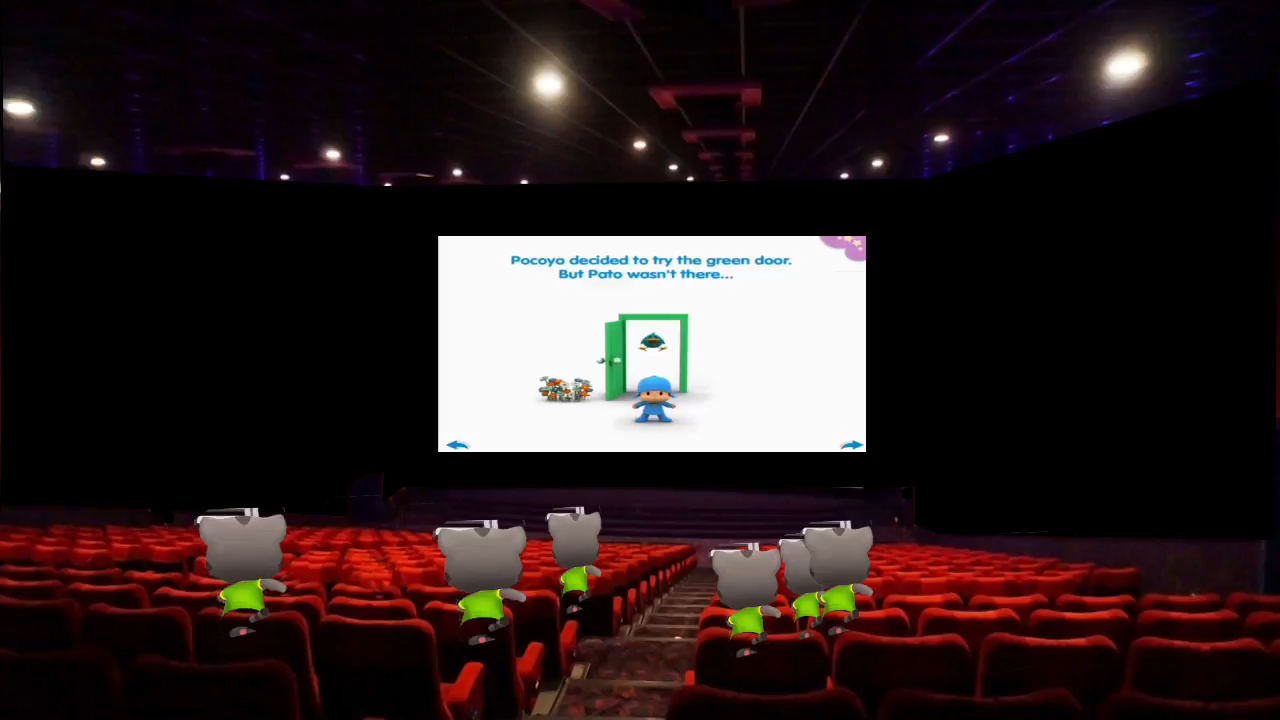 Pocoyo decided to try the green door.
But Pato wasn't there...